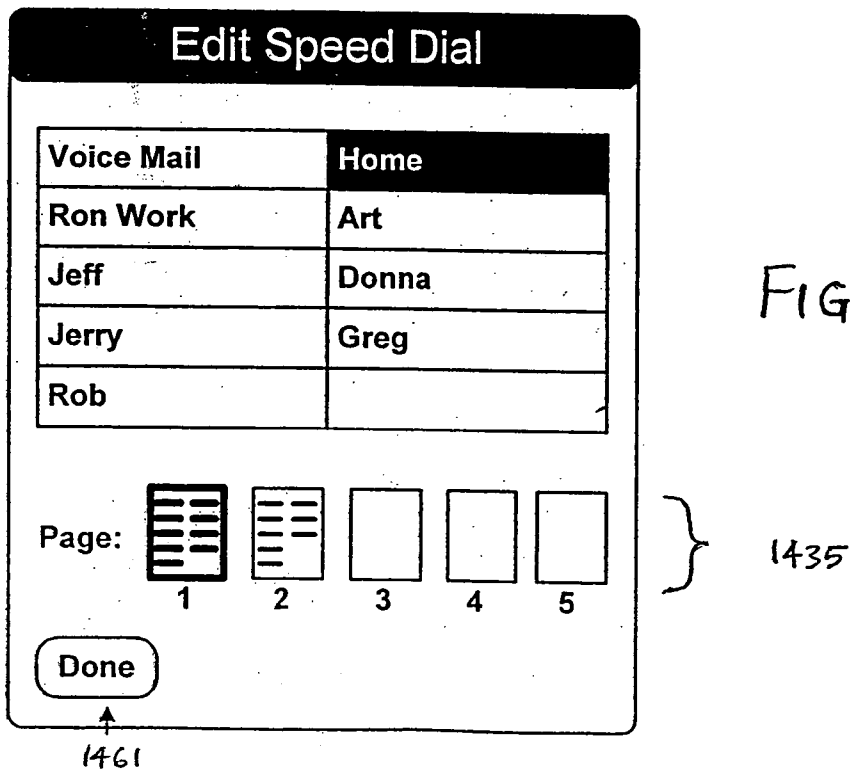 Edit Speed Dial
Voice Mail Home
Ron Work Art
Jeff Donna
Jerry Greg
Rob
FIG
Page:
1 2 3 4 5
1435
Done
1461